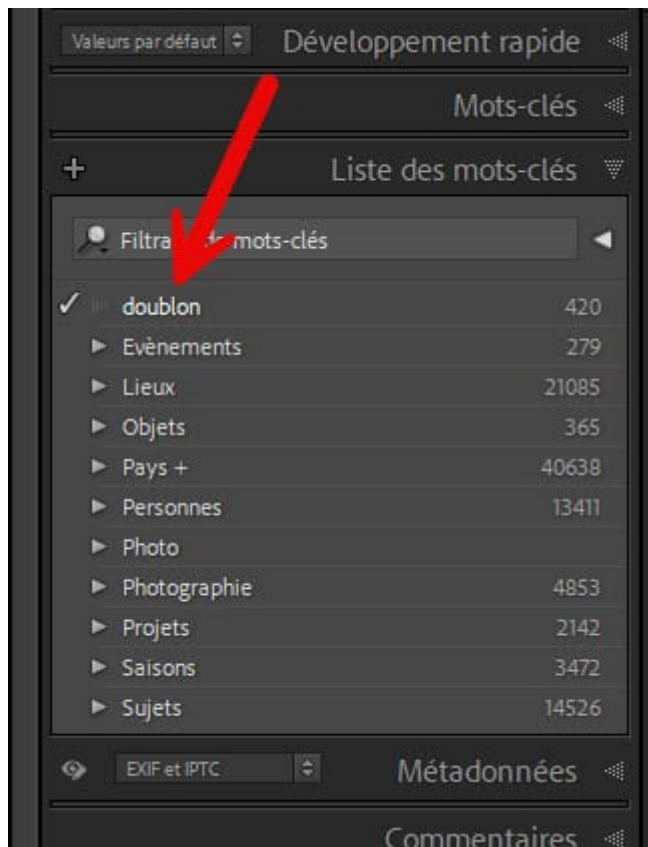 Valeurs par défaut Développement rapide
Mots-clés
Liste des mots-clés
mots-clés
doublon 420
Evènements 279
Lieux 21085
Objets 365
Pays + 40638
Personnes 13411
Photo
Photographie 4853
Projets 2142
Saisons 3472
Sujets 14526
EXIF et IPTC Métadonnées
Commentaires